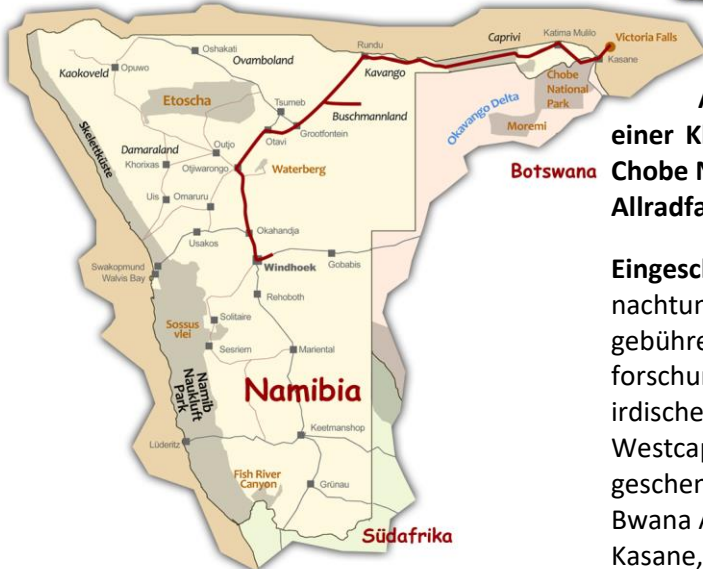 Caprivi
Katima Mulilo
Victoria Falls
Rundu
Kasane
Oshakati
Ovamboland
Kaokoveld
Opuwo
Kavango
Chobe
National
Park
Etoscha
Tsumeb
Buschmannland
Okavango Delta
Moremi
Grootfontein
Otavi
Skelettküste
Damaraland
Outjo
Khorixas
Otjiwarongo
Waterberg
Botswana
Uis
Omaruru
Usakos
Okahandja
Windhoek
Gobabis
Swakopmund
Walvis Bay
Rehoboth
Solitaire
Sossus
vlei
Sesriem
Mariental
Namib
Naukluft
Park
Namibia
Keetmanshop
Lüderitz
Fish River
Canyon
Grünau
Südafrika
einer
Chobe
Eingesch
nachtun
gebühre
forschu
irdische
Westcap
gescher
Bwana
Kasane,